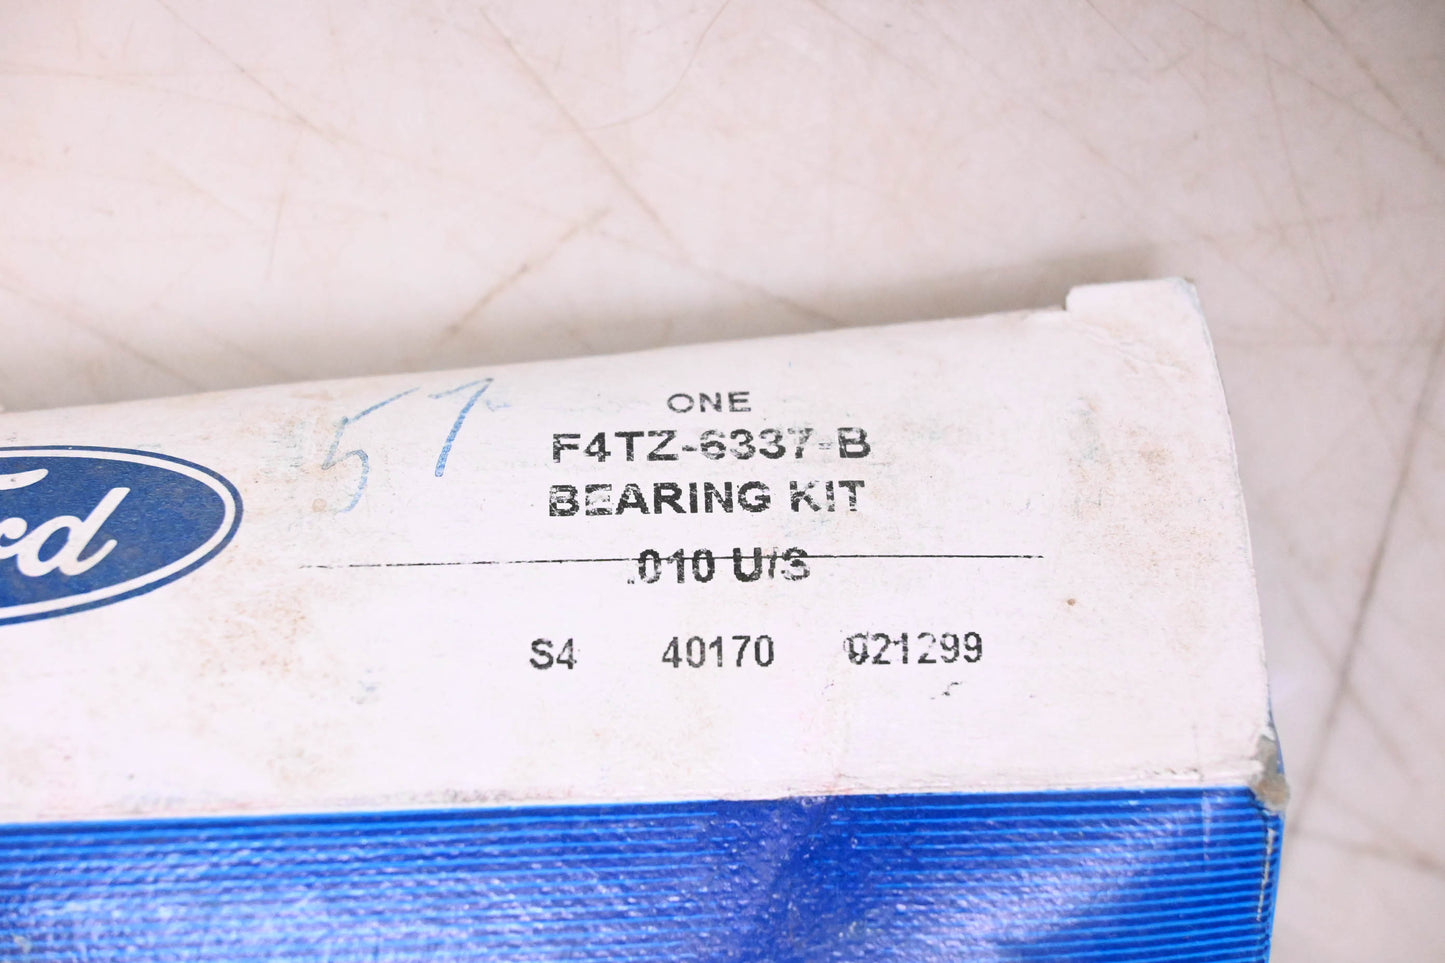 57
ONE
F4TZ-6337-B
BEARING KIT
.010 U/S
S4 40170 021299